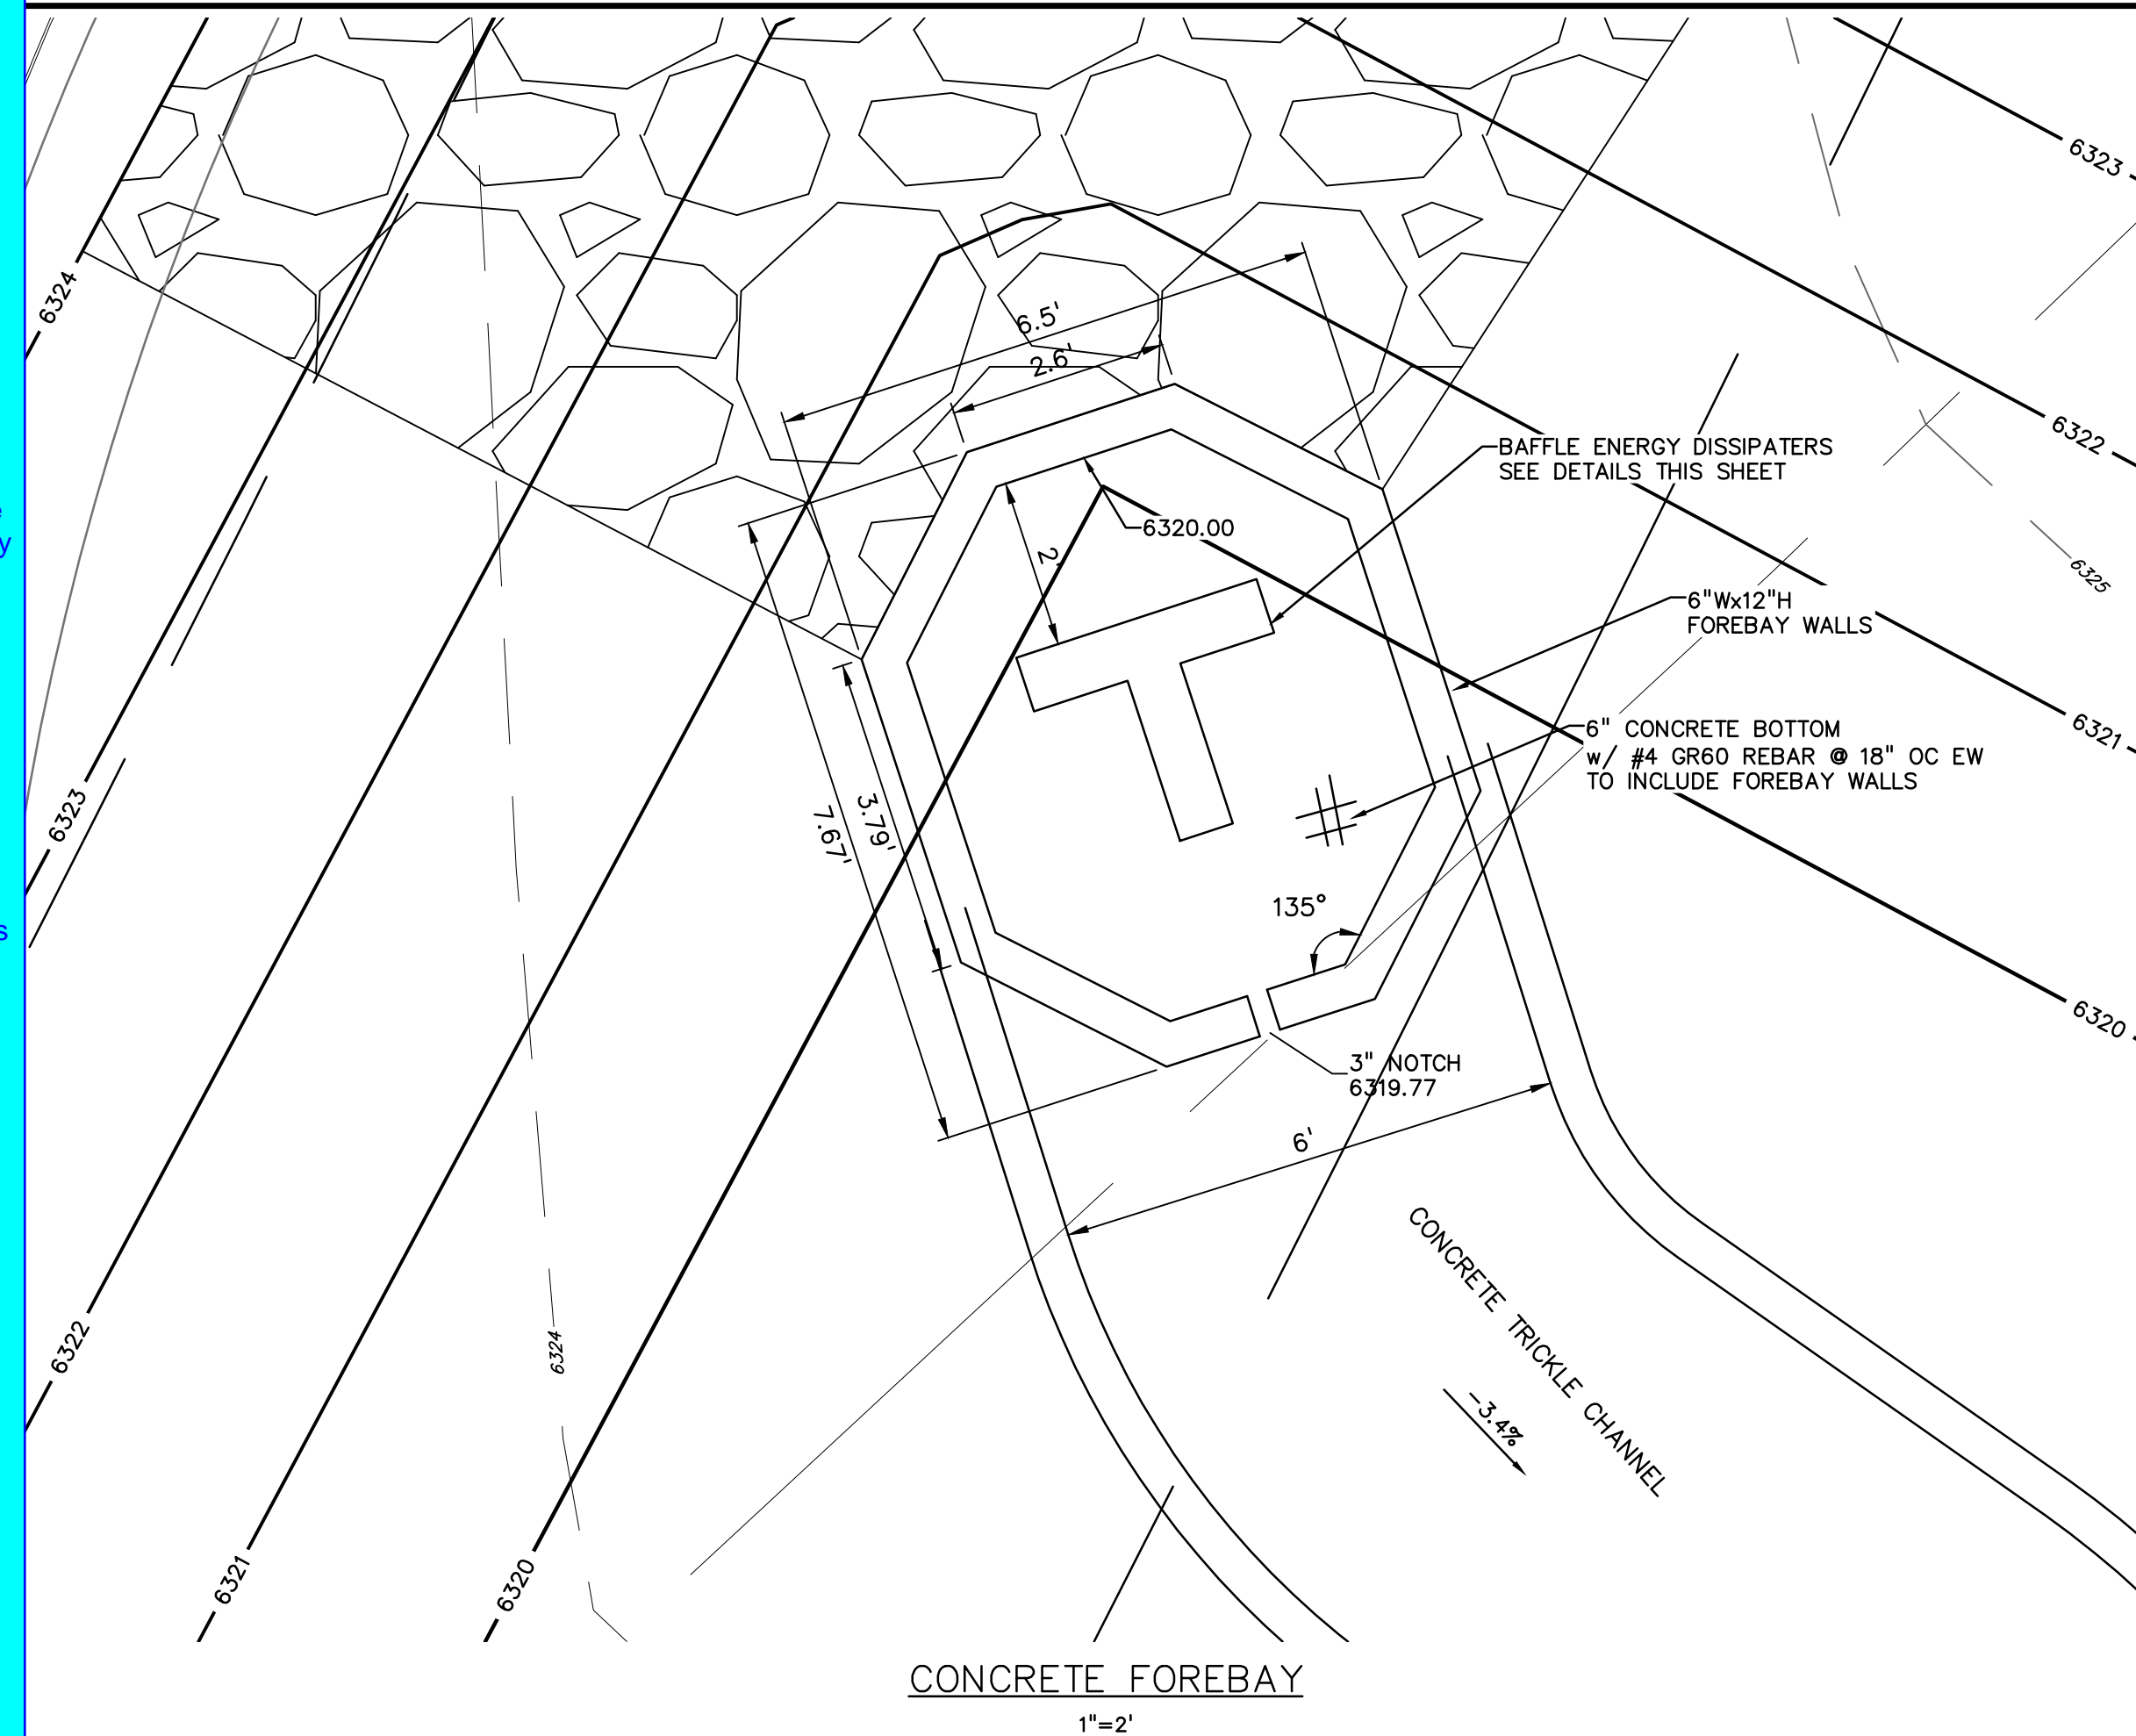 6323
6324
6.5'
2.6'
BAFFLE ENERGY DISSIPATERS
SEE DETAILS THIS SHEET
6322
e
y
6320.00
2'
6325
6"Wx12"H
FOREBAY WALLS
6321
6" CONCRETE BOTTOM
w/ #4 GR60 REBAR @ 18" OC EW
TO INCLUDE FOREBAY WALLS
6323
3.79'
7.67'
135°
s
6320
3" NOTCH
6319.77
6'
CONCRETE TRICKLE CHANNEL
6322
6324
-3.4%
6321
6320
CONCRETE FOREBAY
1"=2'